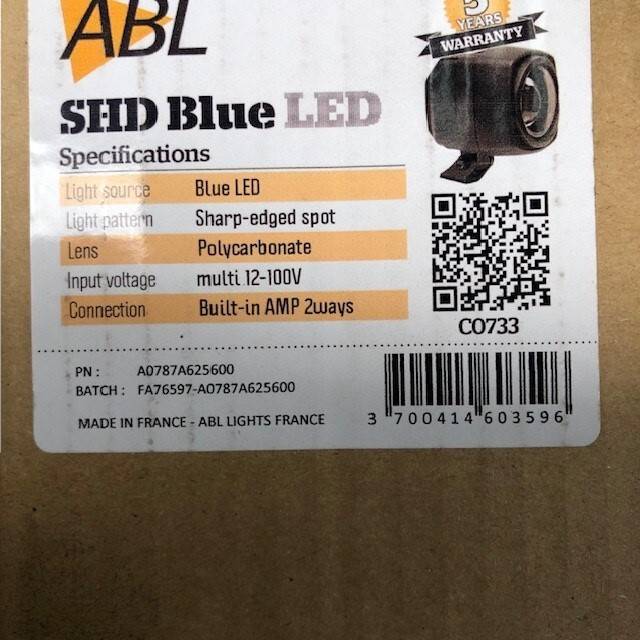 ABL
5
YEARS
WARRANTY
SHD Blue LED
Specifications
Light source Blue LED
Light pattern Sharp-edged spot
Lens Polycarbonate
Input voltage multi 12-100V
Connection Built-in AMP 2ways
CO733
PN : A0787A625600
BATCH : FA76597-A0787A625600
MADE IN FRANCE - ABL LIGHTS FRANCE
3 700414 603596